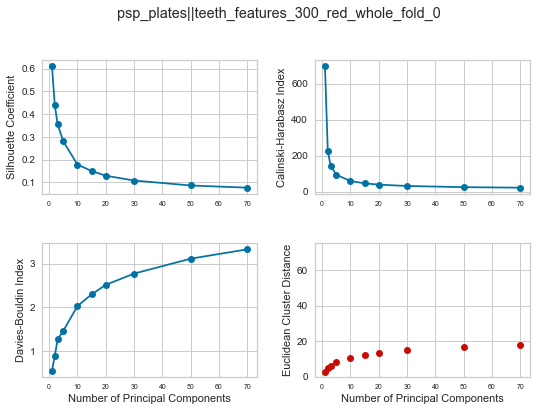 psp_plates||teeth_features_300_red_whole_fold_0
Silhouette Coefficient
0.6
0.5
0.4
0.3
0.2
0.1
0 10 20 30 40 50 60 70
Calinski-Harabasz Index
600
400
200
0
0 10 20 30 40 50 60 70
Davies-Bouldin Index
3
2
1
0 10 20 30 40 50 60 70
Number of Principal Components
Euclidean Cluster Distance
60
40
20
0
0 10 20 30 40 50 60 70
Number of Principal Components